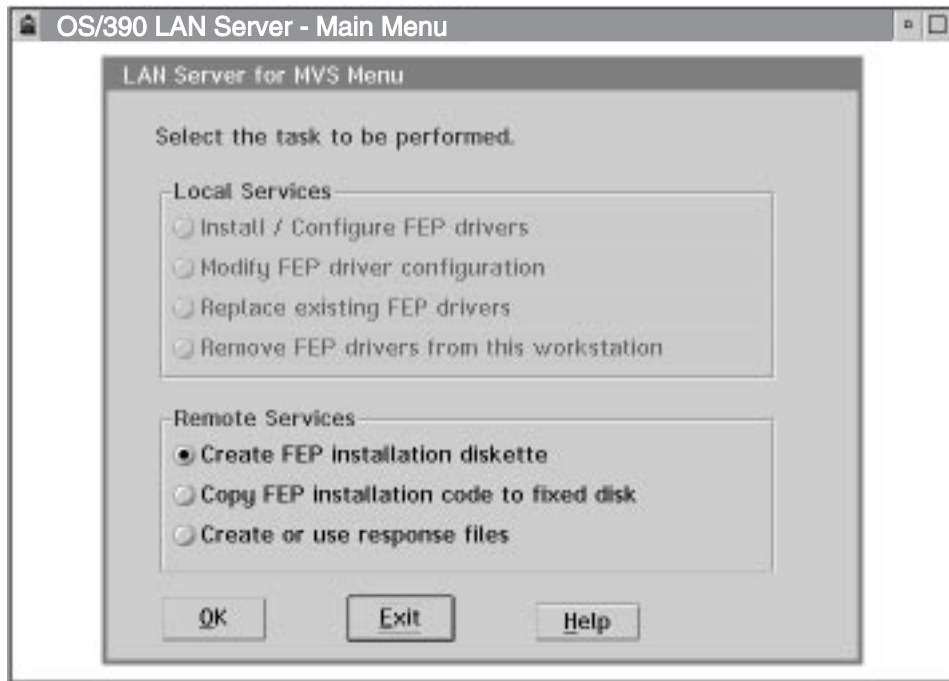 OS/390 LAN Server - Main Menu
LAN Server for MVS Menu
Select the task to be performed.
Local Services
Install / Configure FEP drivers
Modify FEP driver configuration
Replace existing FEP drivers
Remove FEP drivers from this workstation
Remote Services
Create FEP installation diskette
Copy FEP installation code to fixed disk
Create or use response files
OK
Exit
Help